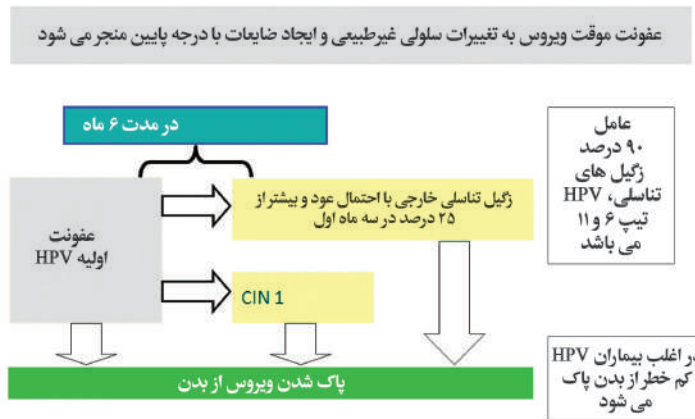 عفونت موقت ویروس به تغییرات سلولی غیرطبیعی و ایجاد ضایعات با درجه پایین منجر می شود
در مدت ۶ ماه
عامل
۹۰ درصد
زگیل های
تناسلی، HPV
تیپ ۶ و ۱۱
می باشد
زگیل تناسلی خارجی با احتمال عود و بیشتر از
۲۵ درصد در سه ماه اول
عفونت
اولیه HPV
CIN 1
در اغلب بیماران HPV
کم خطر از بدن پاک
می شود
پاک شدن ویروس از بدن